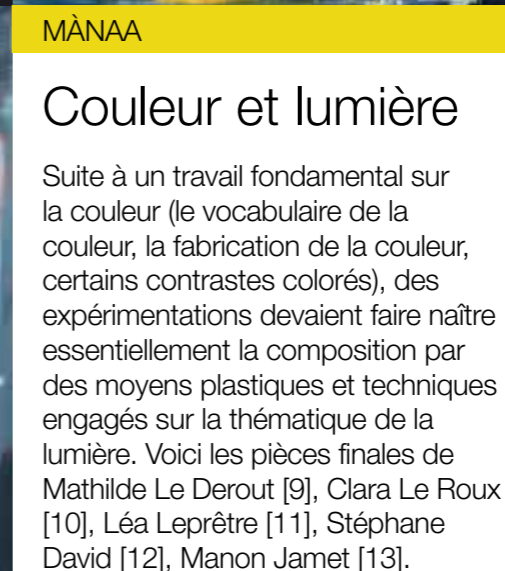 MÀNAA
Couleur et lumière
Suite à un travail fondamental sur
la couleur (le vocabulaire de la
couleur, la fabrication de la couleur,
certains contrastes colorés), des
expérimentations devaient faire naître
essentiellement la composition par
des moyens plastiques et techniques
engagés sur la thématique de la
lumière. Voici les pièces finales de
Mathilde Le Derout [9], Clara Le Roux
[10], Léa Leprêtre [11], Stéphane
David [12], Manon Jamet [13].